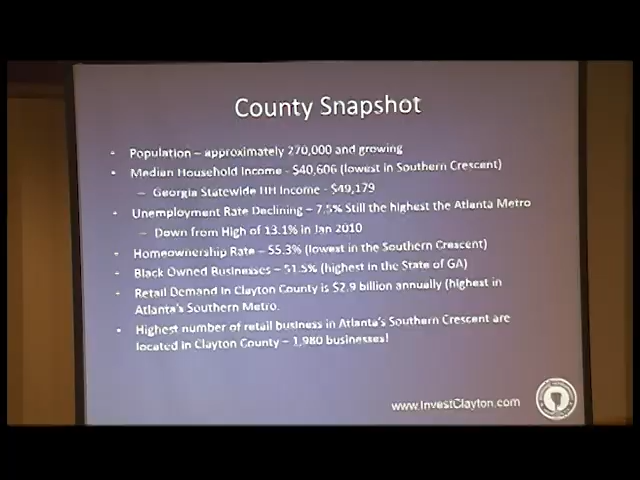 County Snapshot
- Population – approximately 270,000 and growing
- Median Household Income - $40,606 (lowest in Southern Crescent)
– Georgia Statewide HH Income - $49,179
- Unemployment Rate Declining – 7.5% Still the highest the Atlanta Metro
– Down from High of 13.1% in Jan 2010
- Homeownership Rate – 55.3% (lowest in the Southern Crescent)
- Black Owned Businesses – 51.5% (highest in the State of GA)
- Retail Demand in Clayton County is $2.9 billion annually (highest in
Atlanta's Southern Metro.
- Highest number of retail business in Atlanta's Southern Crescent are
located in Clayton County – 1,980 businesses!
www.InvestClayton.com